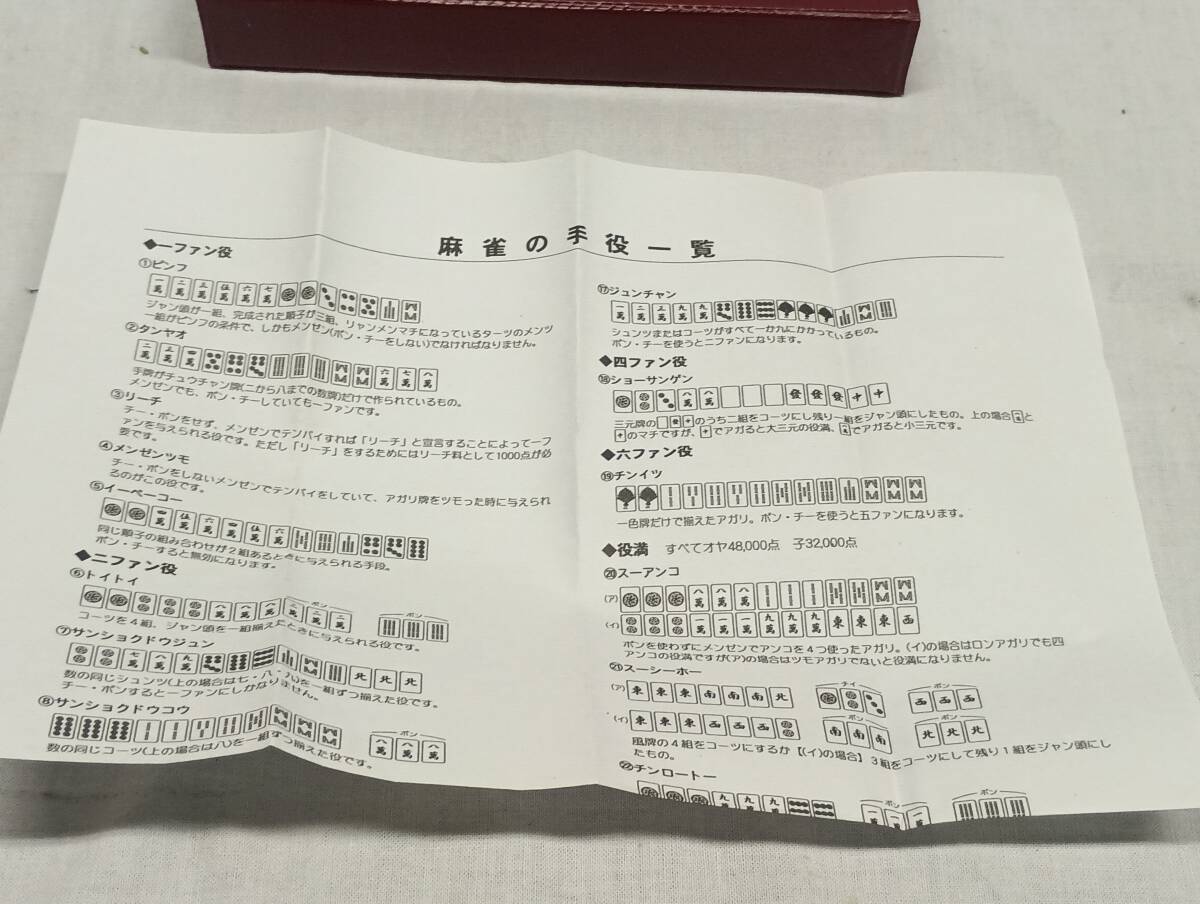 麻雀の手役一覧
◆一ファン役
①ピンフ
ジャン頭が一組、完成された順子が三組、リャンメンマチになっているターツのメンツ
一組がピンフの条件で、しかもメンゼン(ポン・チーをしない)でなければなりません。
②タンヤオ
手牌がチュウチャン牌(二から八までの数牌)だけで作られているもの。
メンゼンでも、ポン・チーしていても一ファンです。
③リーチ
チー・ポンをせず、メンゼンでテンパイすれば「リーチ」と宣言することによって一フ
ァンを与えられる役です。ただし「リーチ」をするためにはリーチ料として1000点が必
要です。
④メンゼンツモ
チー・ポンをしないメンゼンでテンパイをしていて、アガリ牌をツモった時に与えられ
るのがこの役です。
⑤イーペーコー
同じ順子の組み合わせが2組あるときに与えられる手段。
ポン・チーすると無効になります。
◆二ファン役
⑥トイトイ
ポン
ポン
コーツを4組、ジャン頭を一組揃えたときに与えられる役です。
⑦サンショクドウジュン
数の同じシュンツ(上の場合は七・八・九)を一組ずつ揃えた役です。
チー・ポンすると一ファンにしかなりません。
⑧サンショクドウコウ
ポン
数の同じコーツ(上の場合は八)を一組ずつ揃えた役です。
⑰ジュンチャン
シュンツまたはコーツがすべて一か九にかかっているもの。
ポン・チーを使うと二ファンになります。
◆四ファン役
⑱ショーサンゲン
三元牌の のうち二組をコーツにし残り一組をジャン頭にしたもの。上の場合 と
のマチですが、 でアガると大三元の役満、 でアガると小三元です。
◆六ファン役
⑲チンイツ
一色牌だけで揃えたアガリ。ポン・チーを使うと五ファンになります。
◆役満 すべてオヤ48,000点 子32,000点
⑳スーアンコ
(ア)
(イ)
ポンを使わずにメンゼンでアンコを4つ使ったアガリ。(イ)の場合はロンアガリでも四
アンコの役満ですが(ア)の場合はツモアガリでないと役満になりません。
㉑スーシーホー
(ア)
チイ
ポン
(イ)
ポン
ポン
風牌の4組をコーツにするか【(イ)の場合】3組をコーツにして残り1組をジャン頭にし
たもの。
㉒チンロートー
ポン
ポン